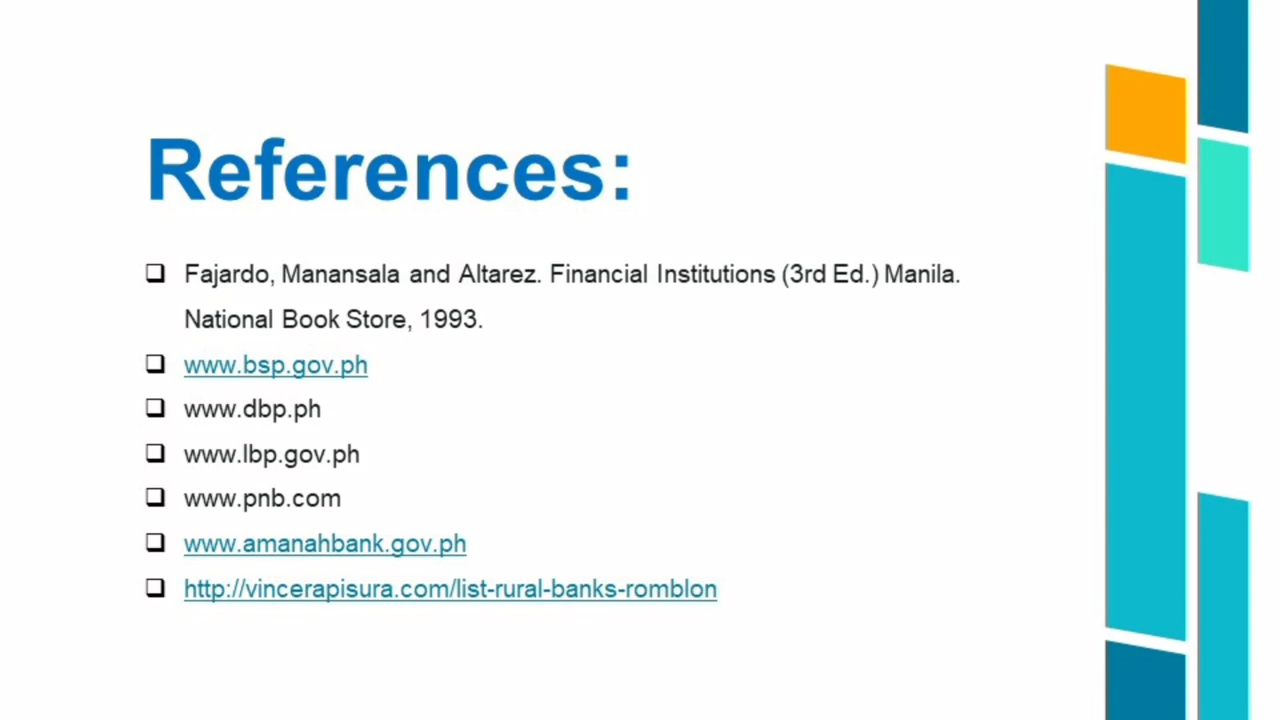 References:
Fajardo, Manansala and Altarez. Financial Institutions (3rd Ed.) Manila.
National Book Store, 1993.
www.bsp.gov.ph
www.dbp.ph
www.lbp.gov.ph
www.pnb.com
www.amanahbank.gov.ph
http://vincerapisura.com/list-rural-banks-romblon